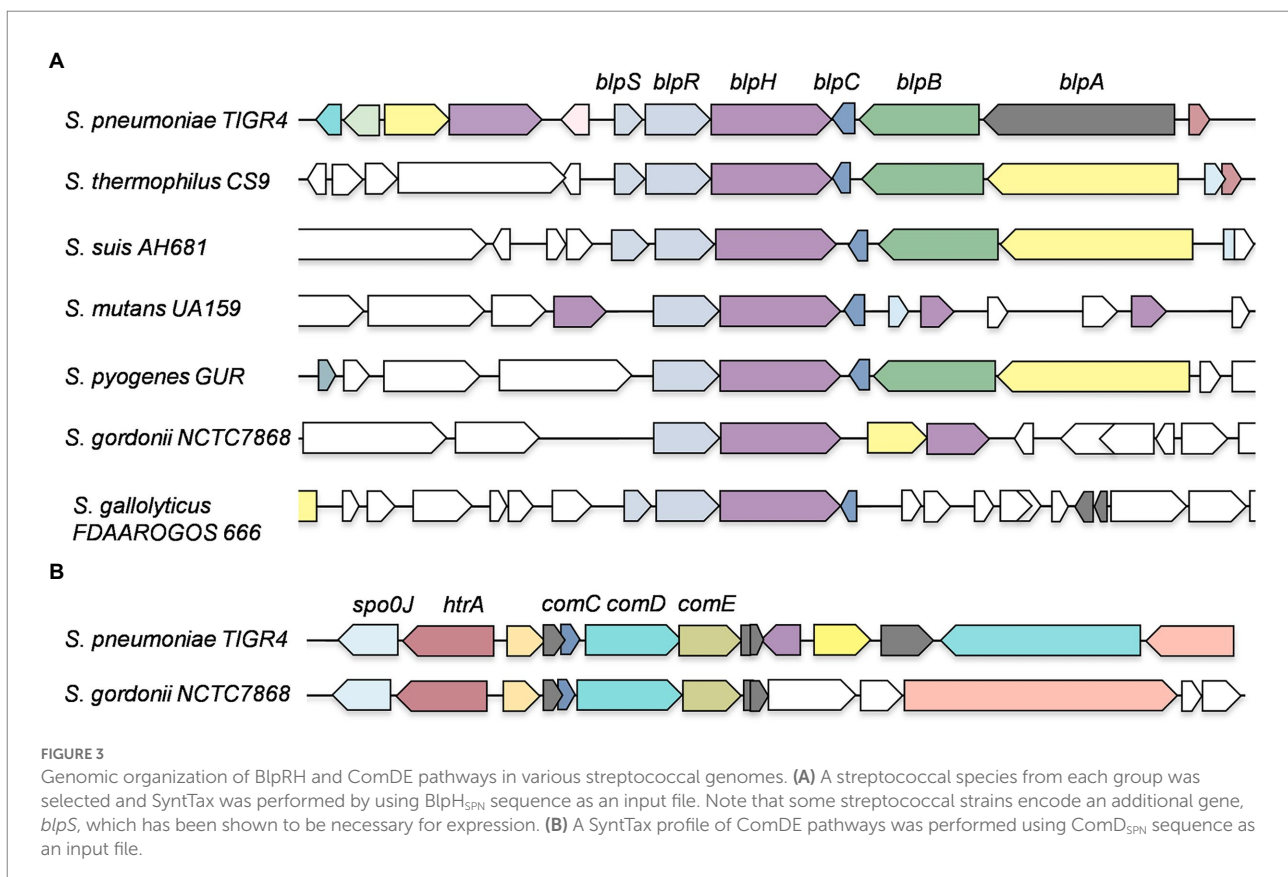 A
blpS blpR blpH blpC blpB blpA
S. pneumoniae TIGR4
S. thermophilus CS9
S. suis AH681
S. mutans UA159
S. pyogenes GUR
S. gordonii NCTC7868
S. gallolyticus
FDAAROGOS 666
B
spo0J htrA comC comD comE
S. pneumoniae TIGR4
S. gordonii NCTC7868
FIGURE 3
Genomic organization of BlpRH and ComDE pathways in various streptococcal genomes. (A) A streptococcal species from each group was
selected and SyntTax was performed by using BlpHSPN sequence as an input file. Note that some streptococcal strains encode an additional gene,
blpS, which has been shown to be necessary for expression. (B) A SyntTax profile of ComDE pathways was performed using ComDSPN sequence as
an input file.